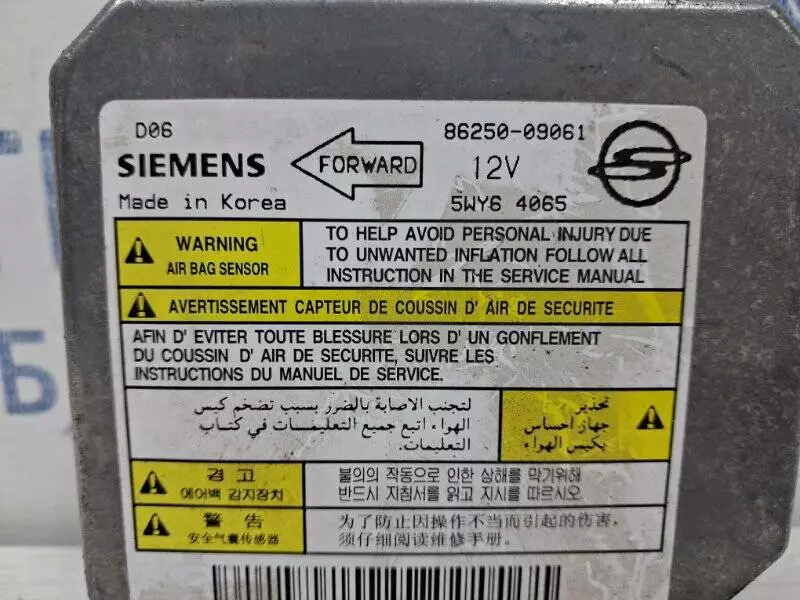 D06
86250-09061
SIEMENS
FORWARD
12V
Made in Korea
5WY6 4065
WARNING
AIR BAG SENSOR
TO HELP AVOID PERSONAL INJURY DUE
TO UNWANTED INFLATION FOLLOW ALL
INSTRUCTION IN THE SERVICE MANUAL
AVERTISSEMENT CAPTEUR DE COUSSIN D' AIR DE SECURITE
AFIN D' EVITER TOUTE BLESSURE LORS D' UN GONFLEMENT
DU COUSSIN D' AIR DE SECURITE, SUIVRE LES
INSTRUCTIONS DU MANUEL DE SERVICE.
تحذير
جهاز احساس
بكيس الهواء
لتجنب الاصابة بالضرر بسبب تضخم كيس
الهواء اتبع جميع التعليمات في كتاب
التعليمات.
경 고
에어백 감지장치
불의의 작동으로 인한 상해를 막기위해
반드시 지침서를 읽고 지시를 따르시오.
警 告
安全气囊传感器
为了防止因操作不当而引起的伤害,
须仔细阅读维修手册.